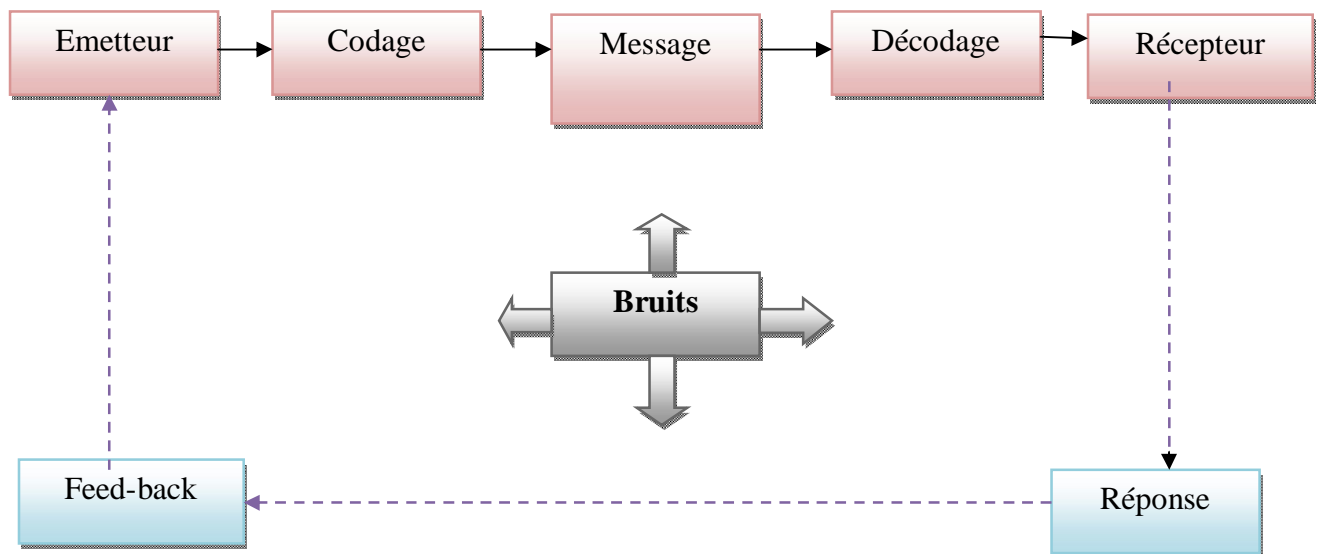 Emetteur
Codage
Message
Décodage
Récepteur
Bruits
Feed-back
Réponse